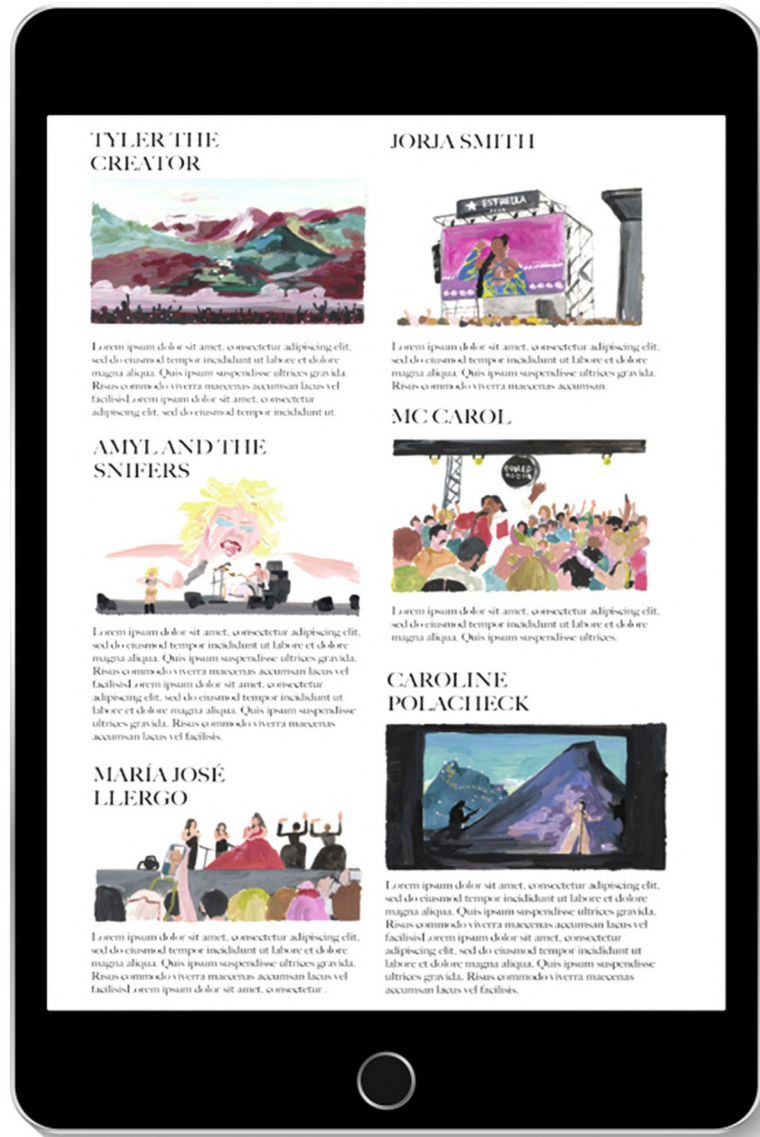 TYLER THE
CREATOR
Lorem ipsum dolor sit amet, consectetur adipiscing elit,
sed do eiusmod tempor incididunt ut labore et dolore
magna aliqua. Quis ipsum suspendisse ultrices gravida.
Risus commodo viverra maecenas accumsan lacus vel
facilisisLorem ipsum dolor sit amet, consectetur
adipiscing elit, sed do eiusmod tempor incididunt ut.
AMYL AND THE
SNIFERS
Lorem ipsum dolor sit amet, consectetur adipiscing elit,
sed do eiusmod tempor incididunt ut labore et dolore
magna aliqua. Quis ipsum suspendisse ultrices gravida.
Risus commodo viverra maecenas accumsan lacus vel
facilisisLorem ipsum dolor sit amet, consectetur
adipiscing elit, sed do eiusmod tempor incididunt ut
labore et dolore magna aliqua. Quis ipsum suspendisse
ultrices gravida. Risus commodo viverra maecenas
accumsan lacus vel facilisis.
MARÍA JOSÉ
LLERGO
Lorem ipsum dolor sit amet, consectetur adipiscing elit,
sed do eiusmod tempor incididunt ut labore et dolore
magna aliqua. Quis ipsum suspendisse ultrices gravida.
Risus commodo viverra maecenas accumsan lacus vel
facilisisLorem ipsum dolor sit amet, consectetur .
JORJA SMITH
ESTRELLA
Lorem ipsum dolor sit amet, consectetur adipiscing elit,
sed do eiusmod tempor incididunt ut labore et dolore
magna aliqua. Quis ipsum suspendisse ultrices gravida.
Risus commodo viverra maecenas accumsan.
MC CAROL
Lorem ipsum dolor sit amet, consectetur adipiscing elit,
sed do eiusmod tempor incididunt ut labore et dolore
magna aliqua. Quis ipsum suspendisse ultrices.
CAROLINE
POLACHECK
Lorem ipsum dolor sit amet, consectetur adipiscing elit,
sed do eiusmod tempor incididunt ut labore et dolore
magna aliqua. Quis ipsum suspendisse ultrices gravida.
Risus commodo viverra maecenas accumsan lacus vel
facilisisLorem ipsum dolor sit amet, consectetur
adipiscing elit, sed do eiusmod tempor incididunt ut
labore et dolore magna aliqua. Quis ipsum suspendisse
ultrices gravida. Risus commodo viverra maecenas
accumsan lacus vel facilisis.